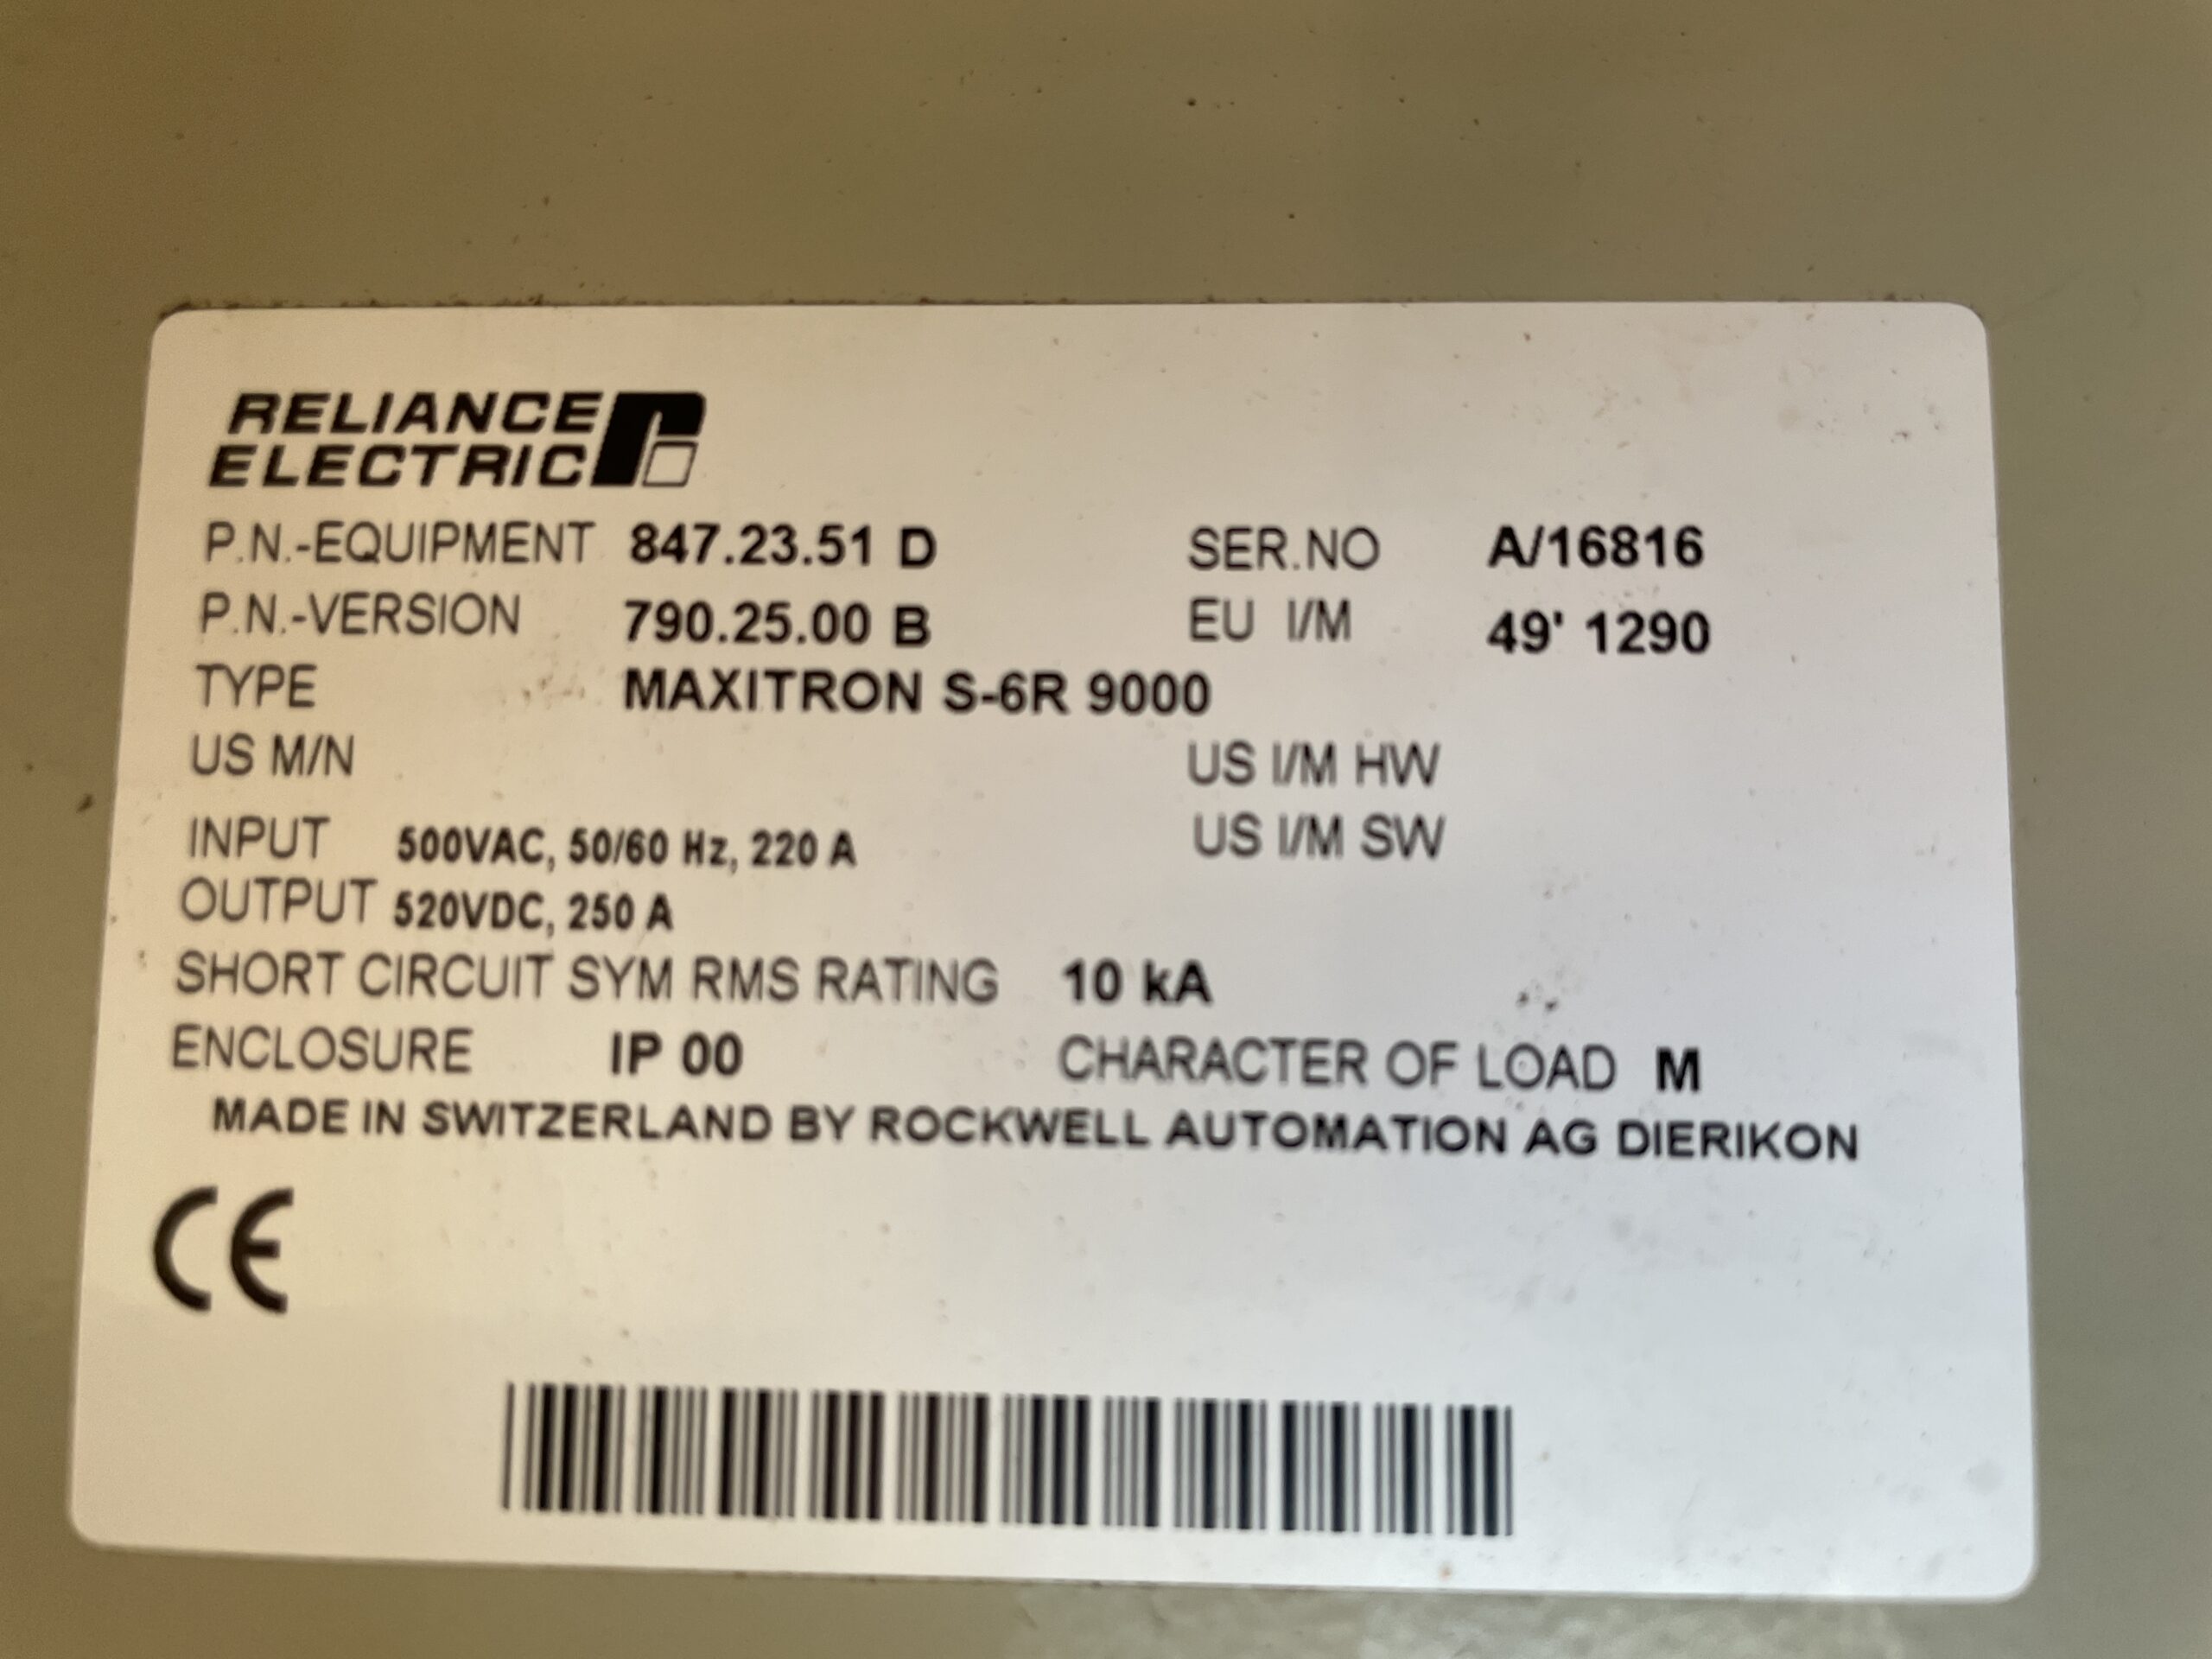 RELIANCE
ELECTRIC
P.N.-EQUIPMENT 847.23.51 D SER.NO A/16816
P.N.-VERSION 790.25.00 B EU I/M 49' 1290
TYPE MAXITRON S-6R 9000
US M/N US I/M HW
INPUT 500VAC, 50/60 Hz, 220 A US I/M SW
OUTPUT 520VDC, 250 A
SHORT CIRCUIT SYM RMS RATING 10 kA
ENCLOSURE IP 00 CHARACTER OF LOAD M
MADE IN SWITZERLAND BY ROCKWELL AUTOMATION AG DIERIKON
CE